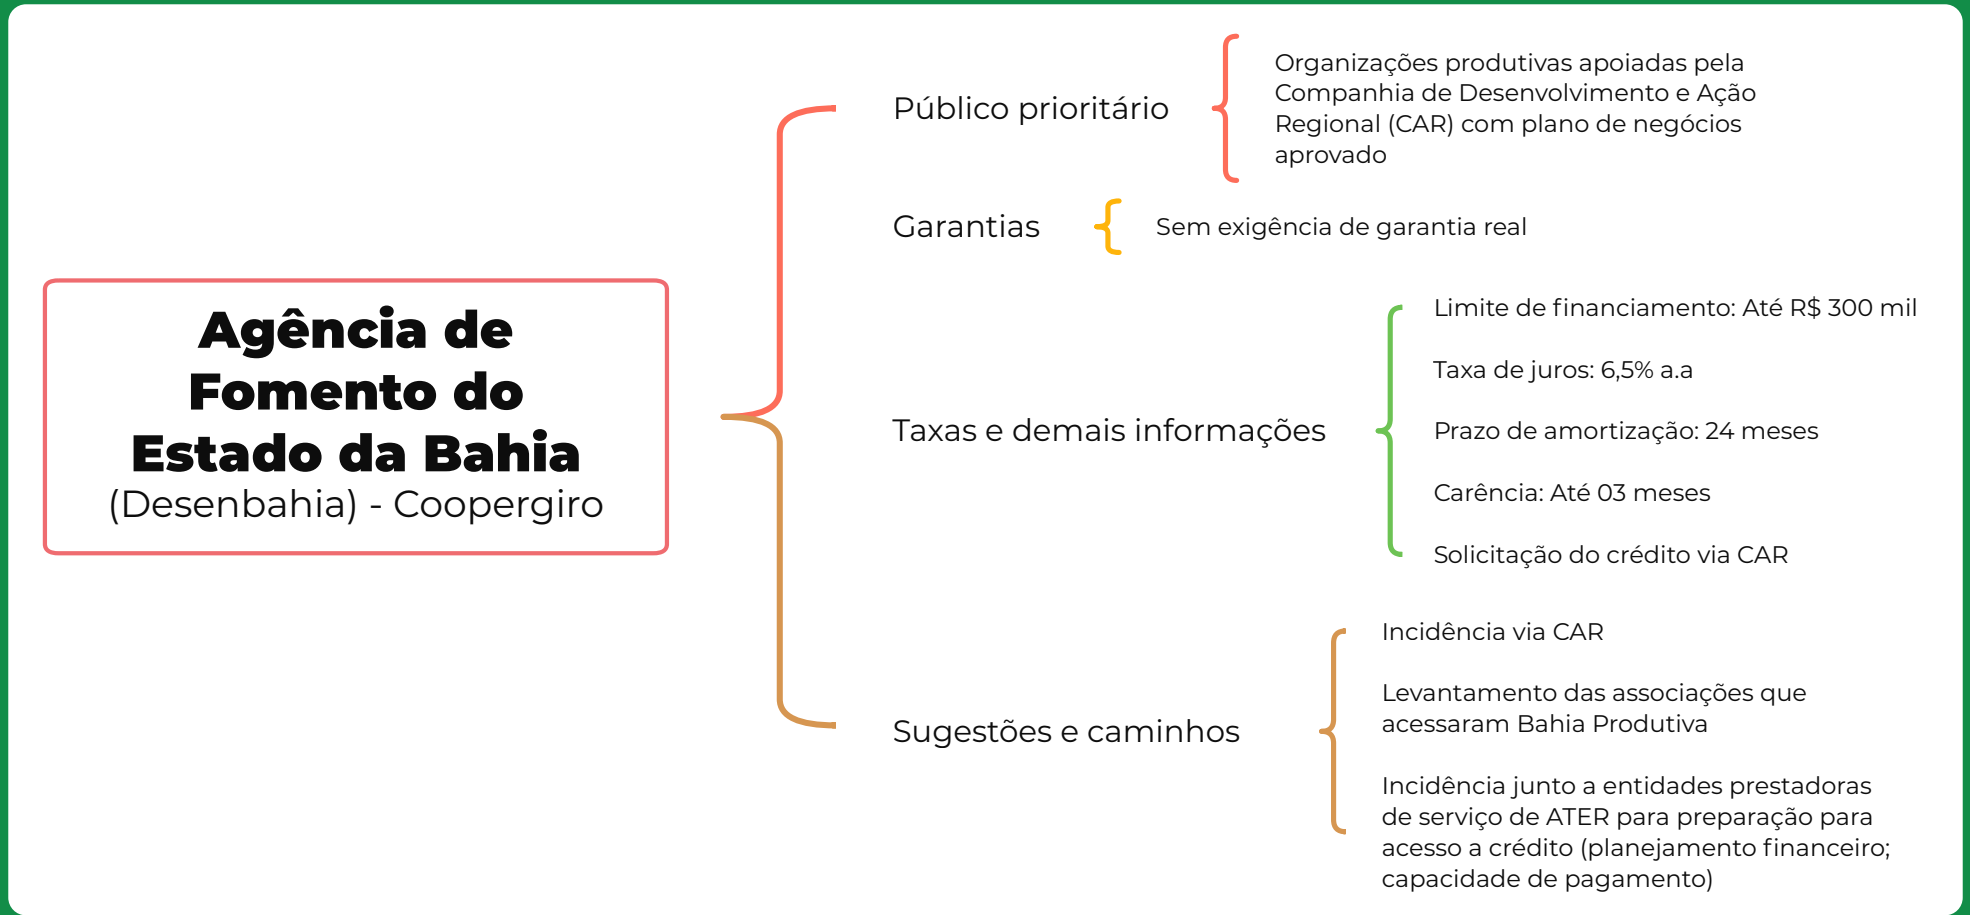 Agência de
Fomento do
Estado da Bahia
(Desenbahia) - Coopergiro
Público prioritário
Organizações produtivas apoiadas pela
Companhia de Desenvolvimento e Ação
Regional (CAR) com plano de negócios
aprovado
Garantias
Sem exigência de garantia real
Taxas e demais informações
Limite de financiamento: Até R$ 300 mil
Taxa de juros: 6,5% a.a
Prazo de amortização: 24 meses
Carência: Até 03 meses
Solicitação do crédito via CAR
Sugestões e caminhos
Incidência via CAR
Levantamento das associações que
acessaram Bahia Produtiva
Incidência junto a entidades prestadoras
de serviço de ATER para preparação para
acesso a crédito (planejamento financeiro;
capacidade de pagamento)